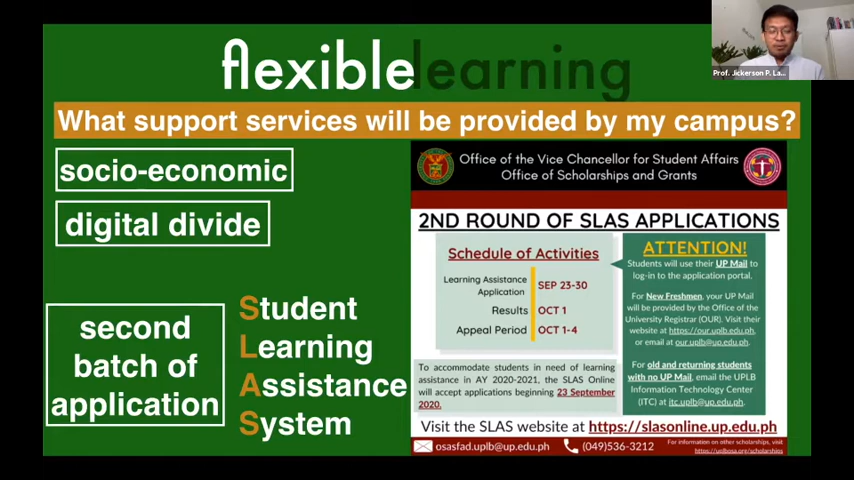 flexible learning
Prof. Jickerson P. La...
What support services will be provided by my campus?
socio-economic
digital divide
second
batch of
application
Student
Learning
Assistance
System
Office of the Vice Chancellor for Student Affairs
Office of Scholarships and Grants
2ND ROUND OF SLAS APPLICATIONS
Schedule of Activities
Learning Assistance
Application
SEP 23-30
Results
OCT 1
Appeal Period
OCT 1-4
To accommodate students in need of learning
assistance in AY 2020-2021, the SLAS Online
will accept applications beginning 23 September
2020.
ATTENTION!
Students will use their UP Mail to
log-in to the application portal.
For New Freshmen, your UP Mail
will be provided by the Office of the
University Registrar (OUR). Visit their
website at https://our.uplb.edu.ph,
or email at our.uplb@up.edu.ph
For old and returning students
with no UP Mail, email the UPLB
Information Technology Center
(ITC) at itc.uplb@up.edu.ph.
Visit the SLAS website at https://slasonline.up.edu.ph
osasfad.uplb@up.edu.ph
(049)536-3212
For information on other scholarships, visit
https://uplbosa.org/scholarships